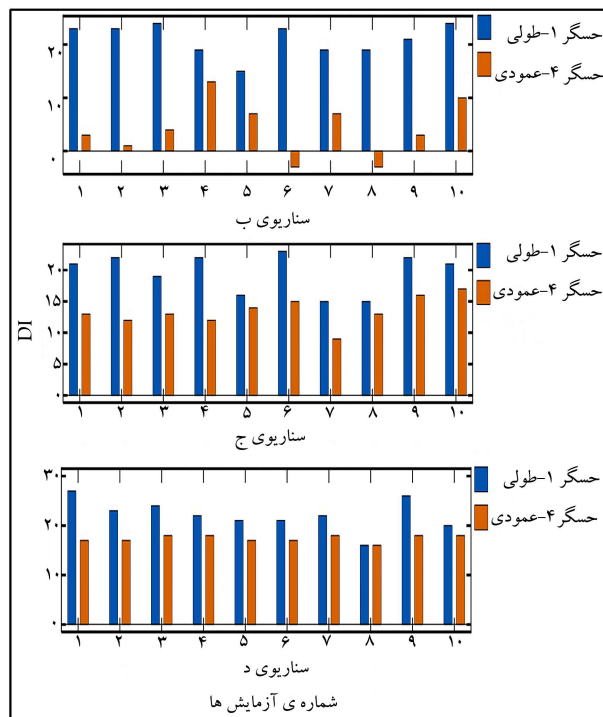 حسگر ۱-طولی
حسگر ۴-عمودی
۲۰
۱۰
۰
۱ ۲ ۳ ۴ ۵ ۶ ۷ ۸ ۹ ۱۰
سناریوی ب
حسگر ۱-طولی
حسگر ۴-عمودی
DI
۲۰
۱۵
۱۰
۵
۰
۱ ۲ ۳ ۴ ۵ ۶ ۷ ۸ ۹ ۱۰
سناریوی ج
حسگر ۱-طولی
حسگر ۴-عمودی
۳۰
۲۰
۱۰
۰
۱ ۲ ۳ ۴ ۵ ۶ ۷ ۸ ۹ ۱۰
سناریوی د
شماره ی آزمایش ها